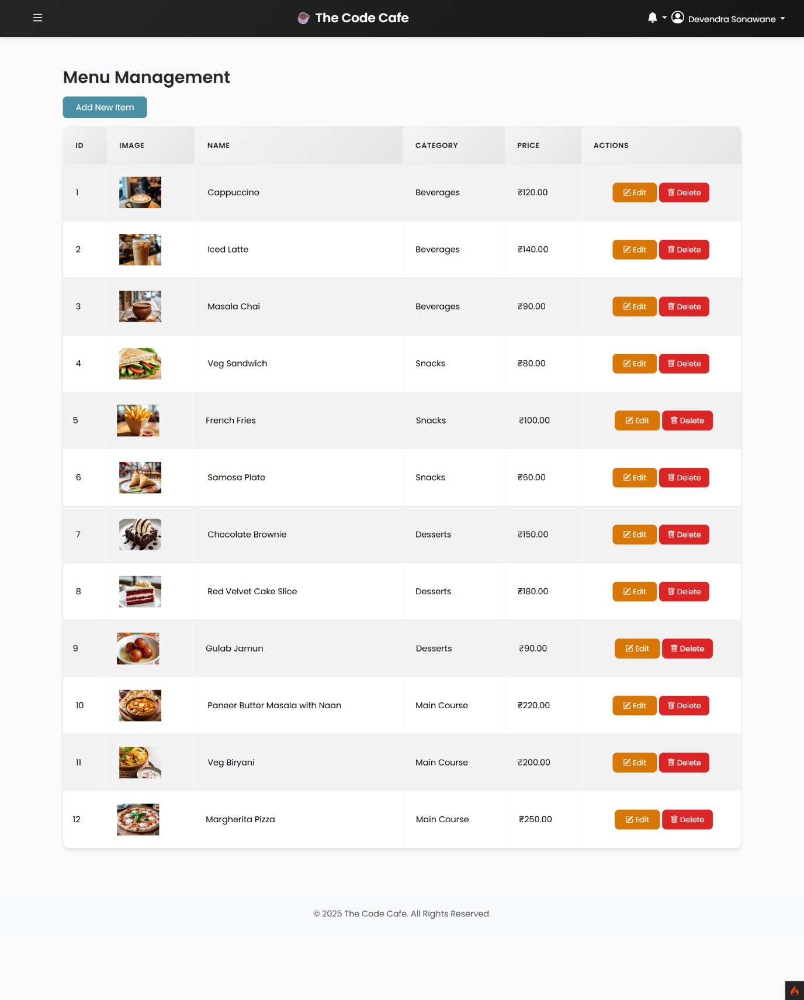 The Code Cafe
Devendra Sonawane
Menu Management
Add New Item
ID IMAGE NAME CATEGORY PRICE ACTIONS
1 Cappuccino Beverages ₹120.00 Edit Delete
2 Iced Latte Beverages ₹140.00 Edit Delete
3 Masala Chai Beverages ₹90.00 Edit Delete
4 Veg Sandwich Snacks ₹80.00 Edit Delete
5 French Fries Snacks ₹100.00 Edit Delete
6 Samosa Plate Snacks ₹60.00 Edit Delete
7 Chocolate Brownie Desserts ₹150.00 Edit Delete
8 Red Velvet Cake Slice Desserts ₹180.00 Edit Delete
9 Gulab Jamun Desserts ₹90.00 Edit Delete
10 Paneer Butter Masala with Naan Main Course ₹220.00 Edit Delete
11 Veg Biryani Main Course ₹200.00 Edit Delete
12 Margherita Pizza Main Course ₹250.00 Edit Delete
© 2025 The Code Cafe. All Rights Reserved.